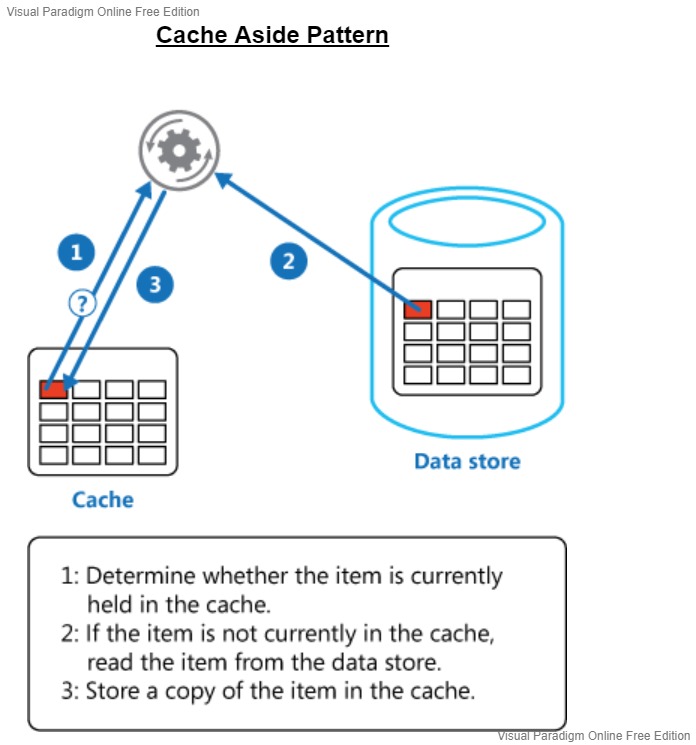 Visual Paradigm Online Free Edition
Cache Aside Pattern
1
2
3
?
Data store
Cache
1: Determine whether the item is currently
held in the cache.
2: If the item is not currently in the cache,
read the item from the data store.
3: Store a copy of the item in the cache.
Visual Paradigm Online Free Edition